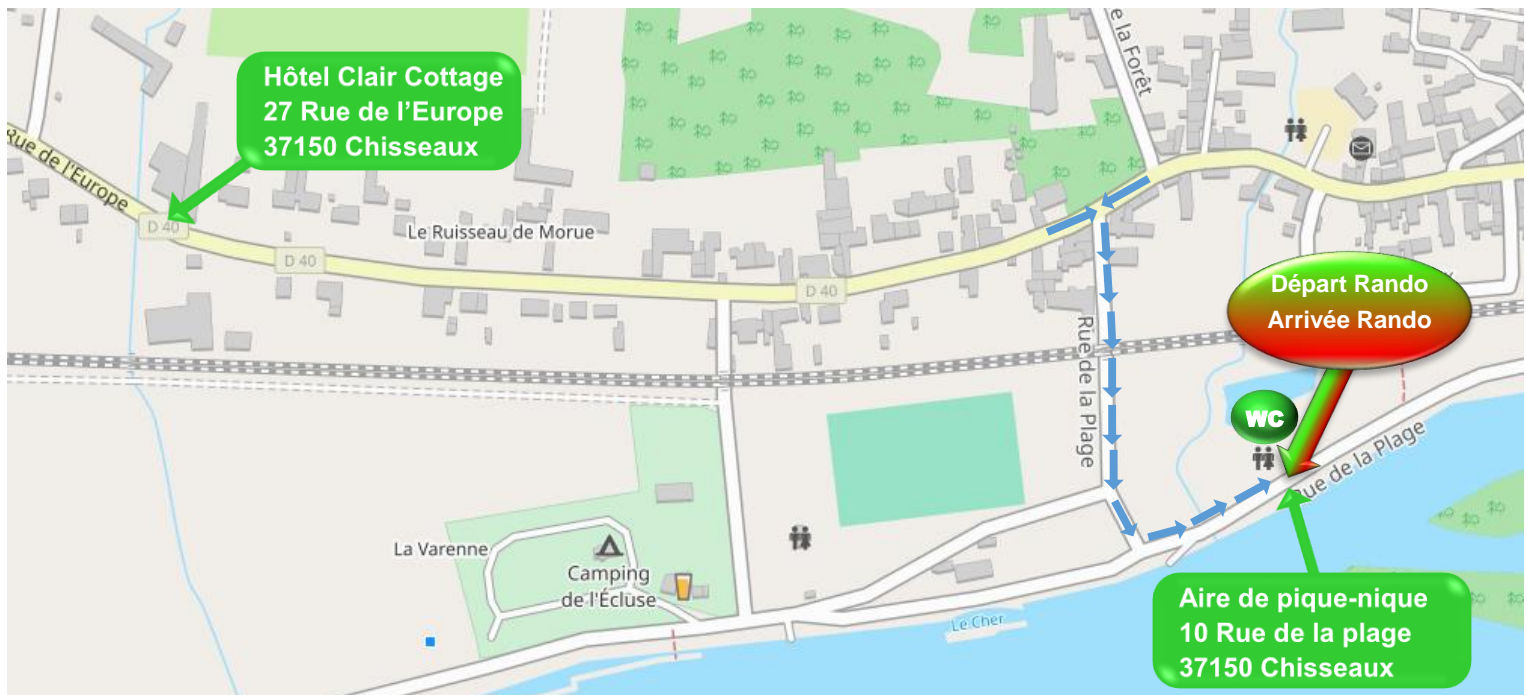 e la Forêt
Hôtel Clair Cottage
27 Rue de l'Europe
37150 Chisseaux
Rue de l'Europe
D 40
Le Ruisseau de Morue
D 40
D 40
Départ Rando
Arrivée Rando
Rue de la Plage
WC
Rue de la Plage
La Varenne
Camping
de l'Écluse
Le Cher
Aire de pique-nique
10 Rue de la plage
37150 Chisseaux